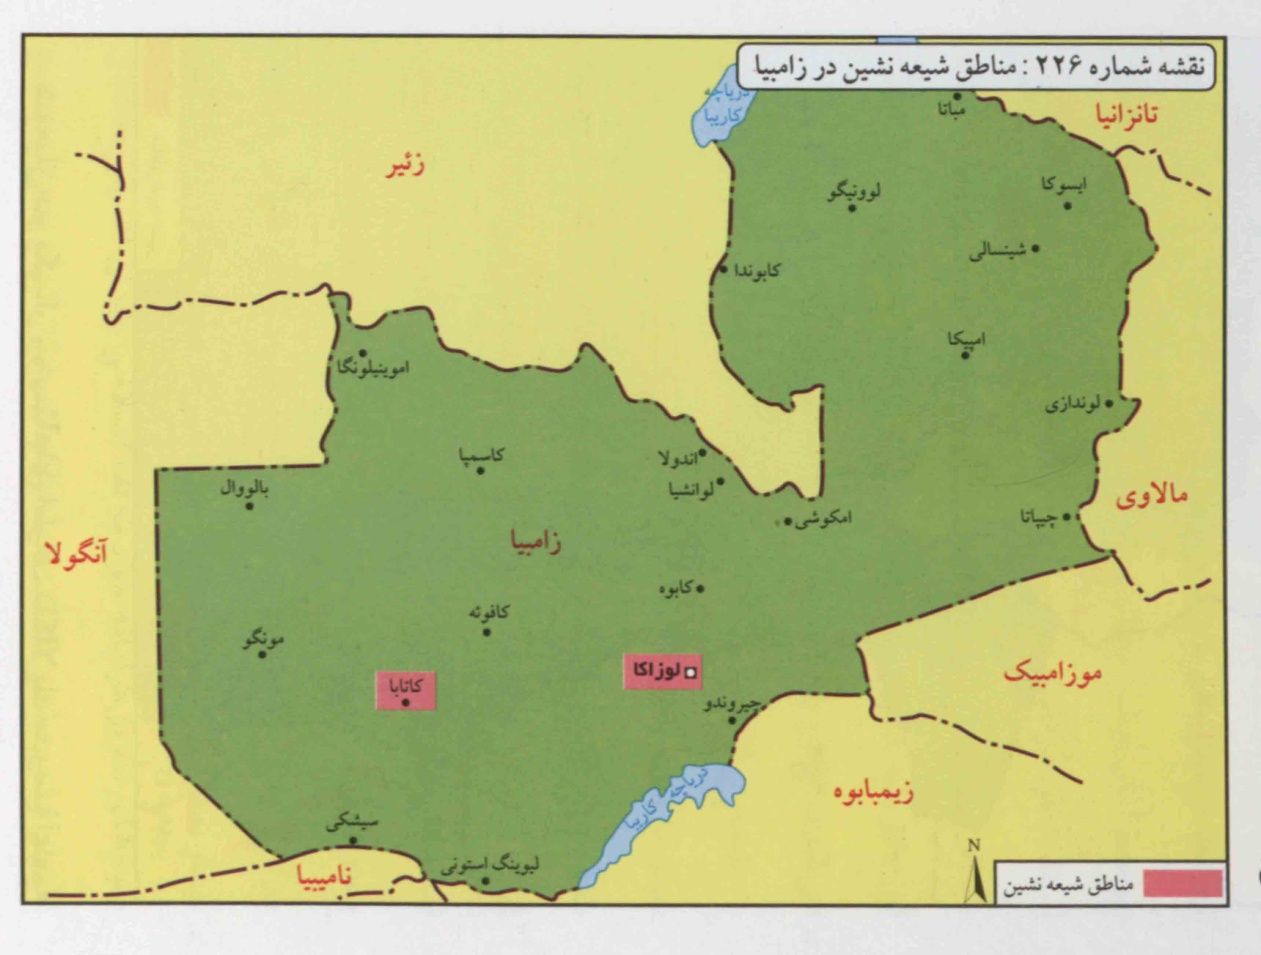 نقشه شماره ۲۲۶ : مناطق شیعه نشین در زامبیا
دریاچه
کاریبا
مباتا
تانزانیا
زئیر
لوونیگو
ایسوکا
شینسالی
کابوندا
امپیکا
اموینیلونگا
لوندازی
کاسمپا
اندولا
لوانشیا
بالووال
امکوشی
چیپاتا
مالاوی
آنگولا
زامبیا
کابوه
کافوئه
مونگو
لوزاکا
کاتابا
موزامبیک
چیروندو
دریاچه کاریبا
زیمبابوه
سیشکی
لیوینگ استونی
نامیبیا
N
مناطق شیعه نشین